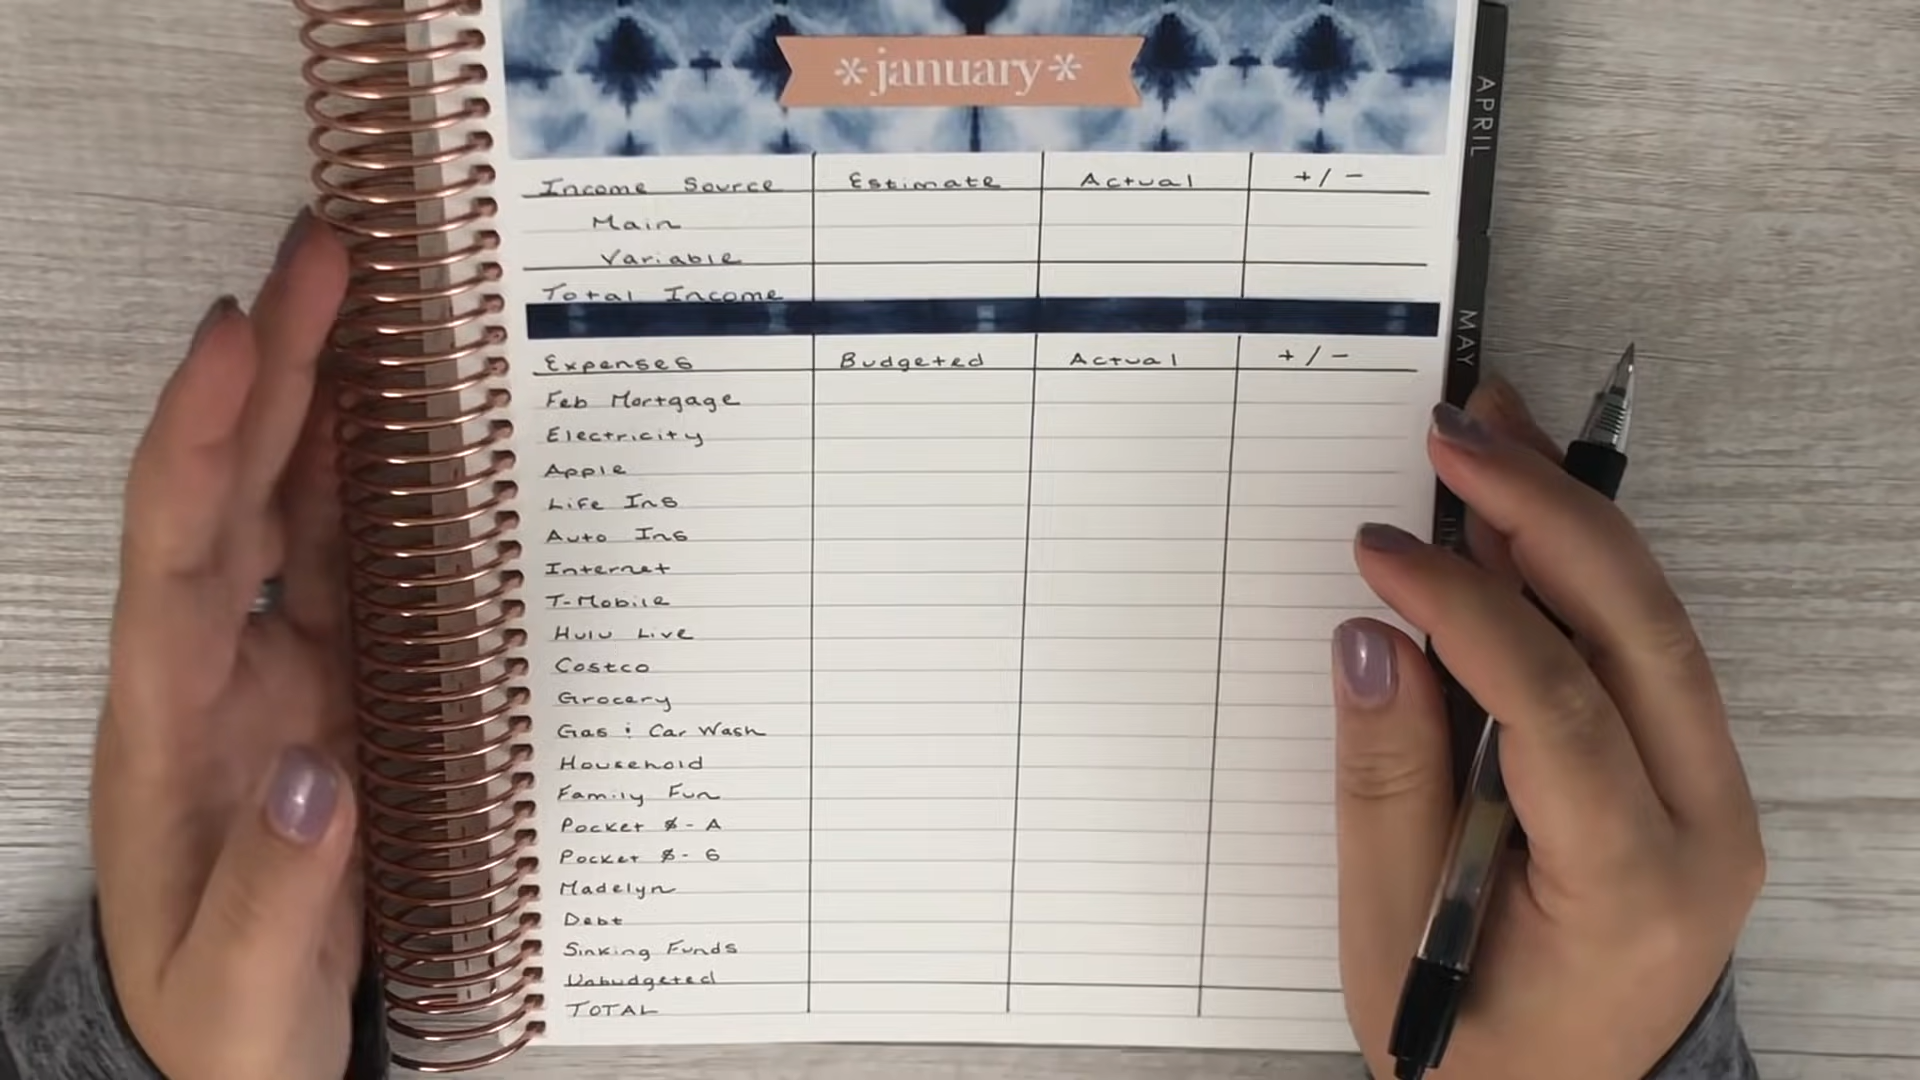 *january*
Income Source Estimate Actual +/-
Main
Variable
Total Income
Expenses Budgeted Actual +/-
Feb Mortgage
Electricity
Apple
Life Ins
Auto Ins
Internet
T-Mobile
Hulu Live
Costco
Grocery
Gas & Car Wash
Household
Family Fun
Pocket $ - A
Pocket $ - G
Madelyn
Debt
Sinking Funds
Unbudgeted
TOTAL
APRIL
MAY